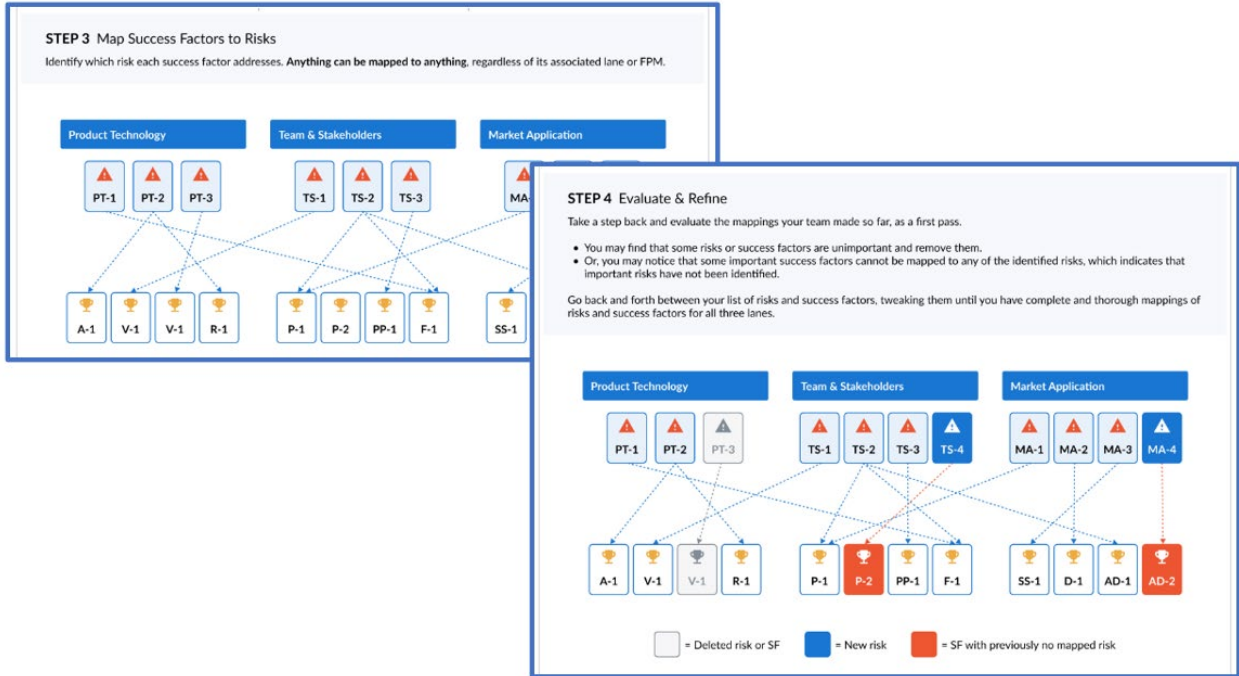 STEP 3 Map Success Factors to Risks
Identify which risk each success factor addresses. Anything can be mapped to anything, regardless of its associated lane or FPM.
Product Technology
Team & Stakeholders
Market Application
PT-1 PT-2 PT-3
TS-1 TS-2 TS-3
MA-
A-1 V-1 V-1 R-1
P-1 P-2 PP-1 F-1
SS-1
STEP 4 Evaluate & Refine
Take a step back and evaluate the mappings your team made so far, as a first pass.
• You may find that some risks or success factors are unimportant and remove them.
• Or, you may notice that some important success factors cannot be mapped to any of the identified risks, which indicates that
important risks have not been identified.
Go back and forth between your list of risks and success factors, tweaking them until you have complete and thorough mappings of
risks and success factors for all three lanes.
Product Technology
Team & Stakeholders
Market Application
PT-1 PT-2 PT-3
TS-1 TS-2 TS-3 TS-4
MA-1 MA-2 MA-3 MA-4
A-1 V-1 V-1 R-1
P-1 P-2 PP-1 F-1
SS-1 D-1 AD-1 AD-2
= Deleted risk or SF
= New risk
= SF with previously no mapped risk